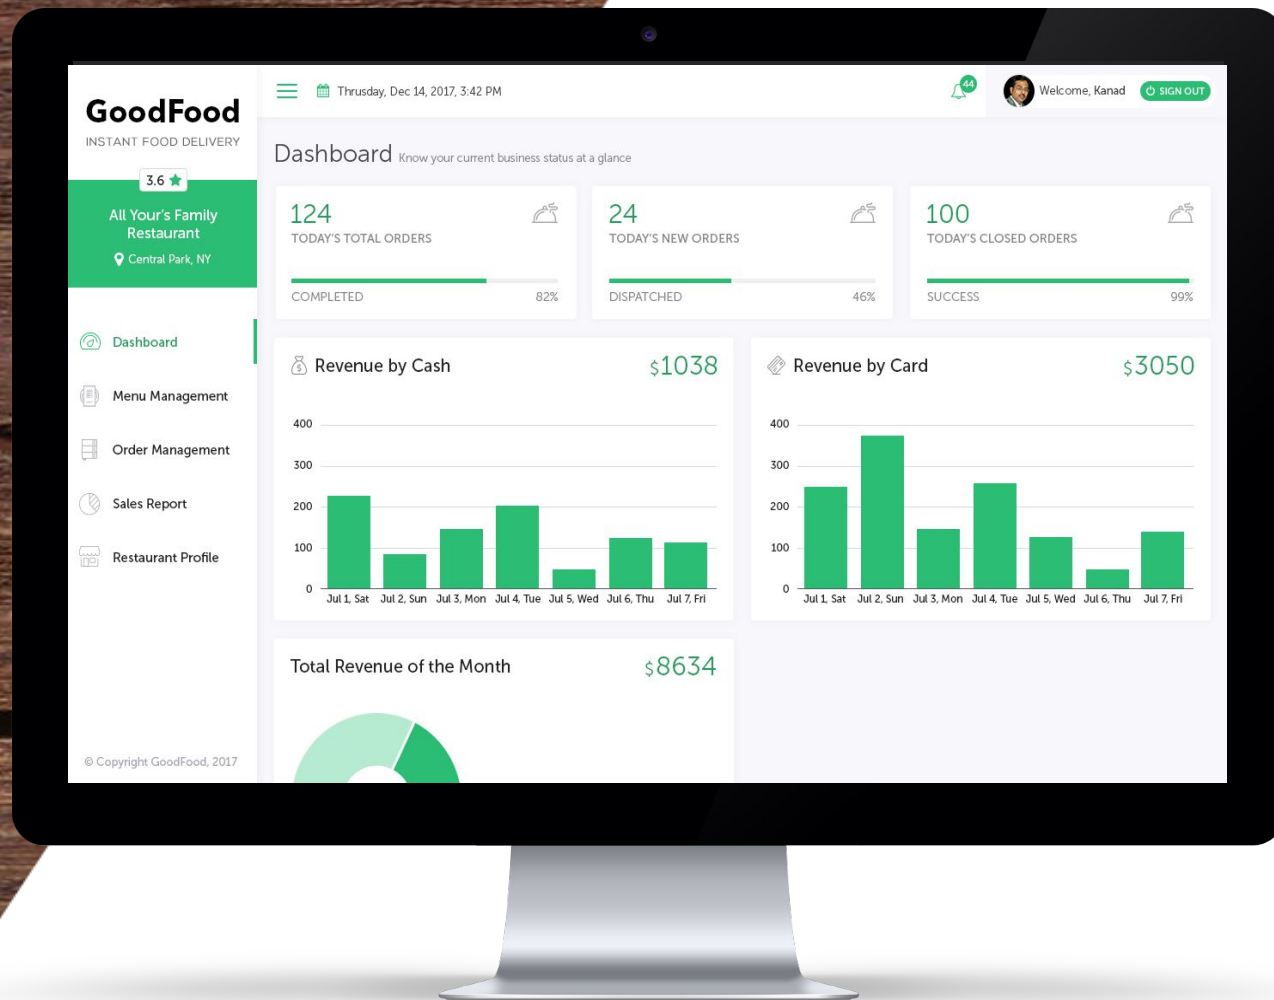 GoodFood
INSTANT FOOD DELIVERY
3.6
All Your's Family
Restaurant
Central Park, NY
Dashboard
Menu Management
Order Management
Sales Report
Restaurant Profile
© Copyright GoodFood, 2017
Thrusday, Dec 14, 2017, 3:42 PM
44
Welcome, Kanad
SIGN OUT
Dashboard Know your current business status at a glance
124
TODAY'S TOTAL ORDERS
COMPLETED 82%
24
TODAY'S NEW ORDERS
DISPATCHED 46%
100
TODAY'S CLOSED ORDERS
SUCCESS 99%
Revenue by Cash $1038
400
300
200
100
0
Jul 1, Sat Jul 2, Sun Jul 3, Mon Jul 4, Tue Jul 5, Wed Jul 6, Thu Jul 7, Fri
Revenue by Card $3050
400
300
200
100
0
Jul 1, Sat Jul 2, Sun Jul 3, Mon Jul 4, Tue Jul 5, Wed Jul 6, Thu Jul 7, Fri
Total Revenue of the Month $8634